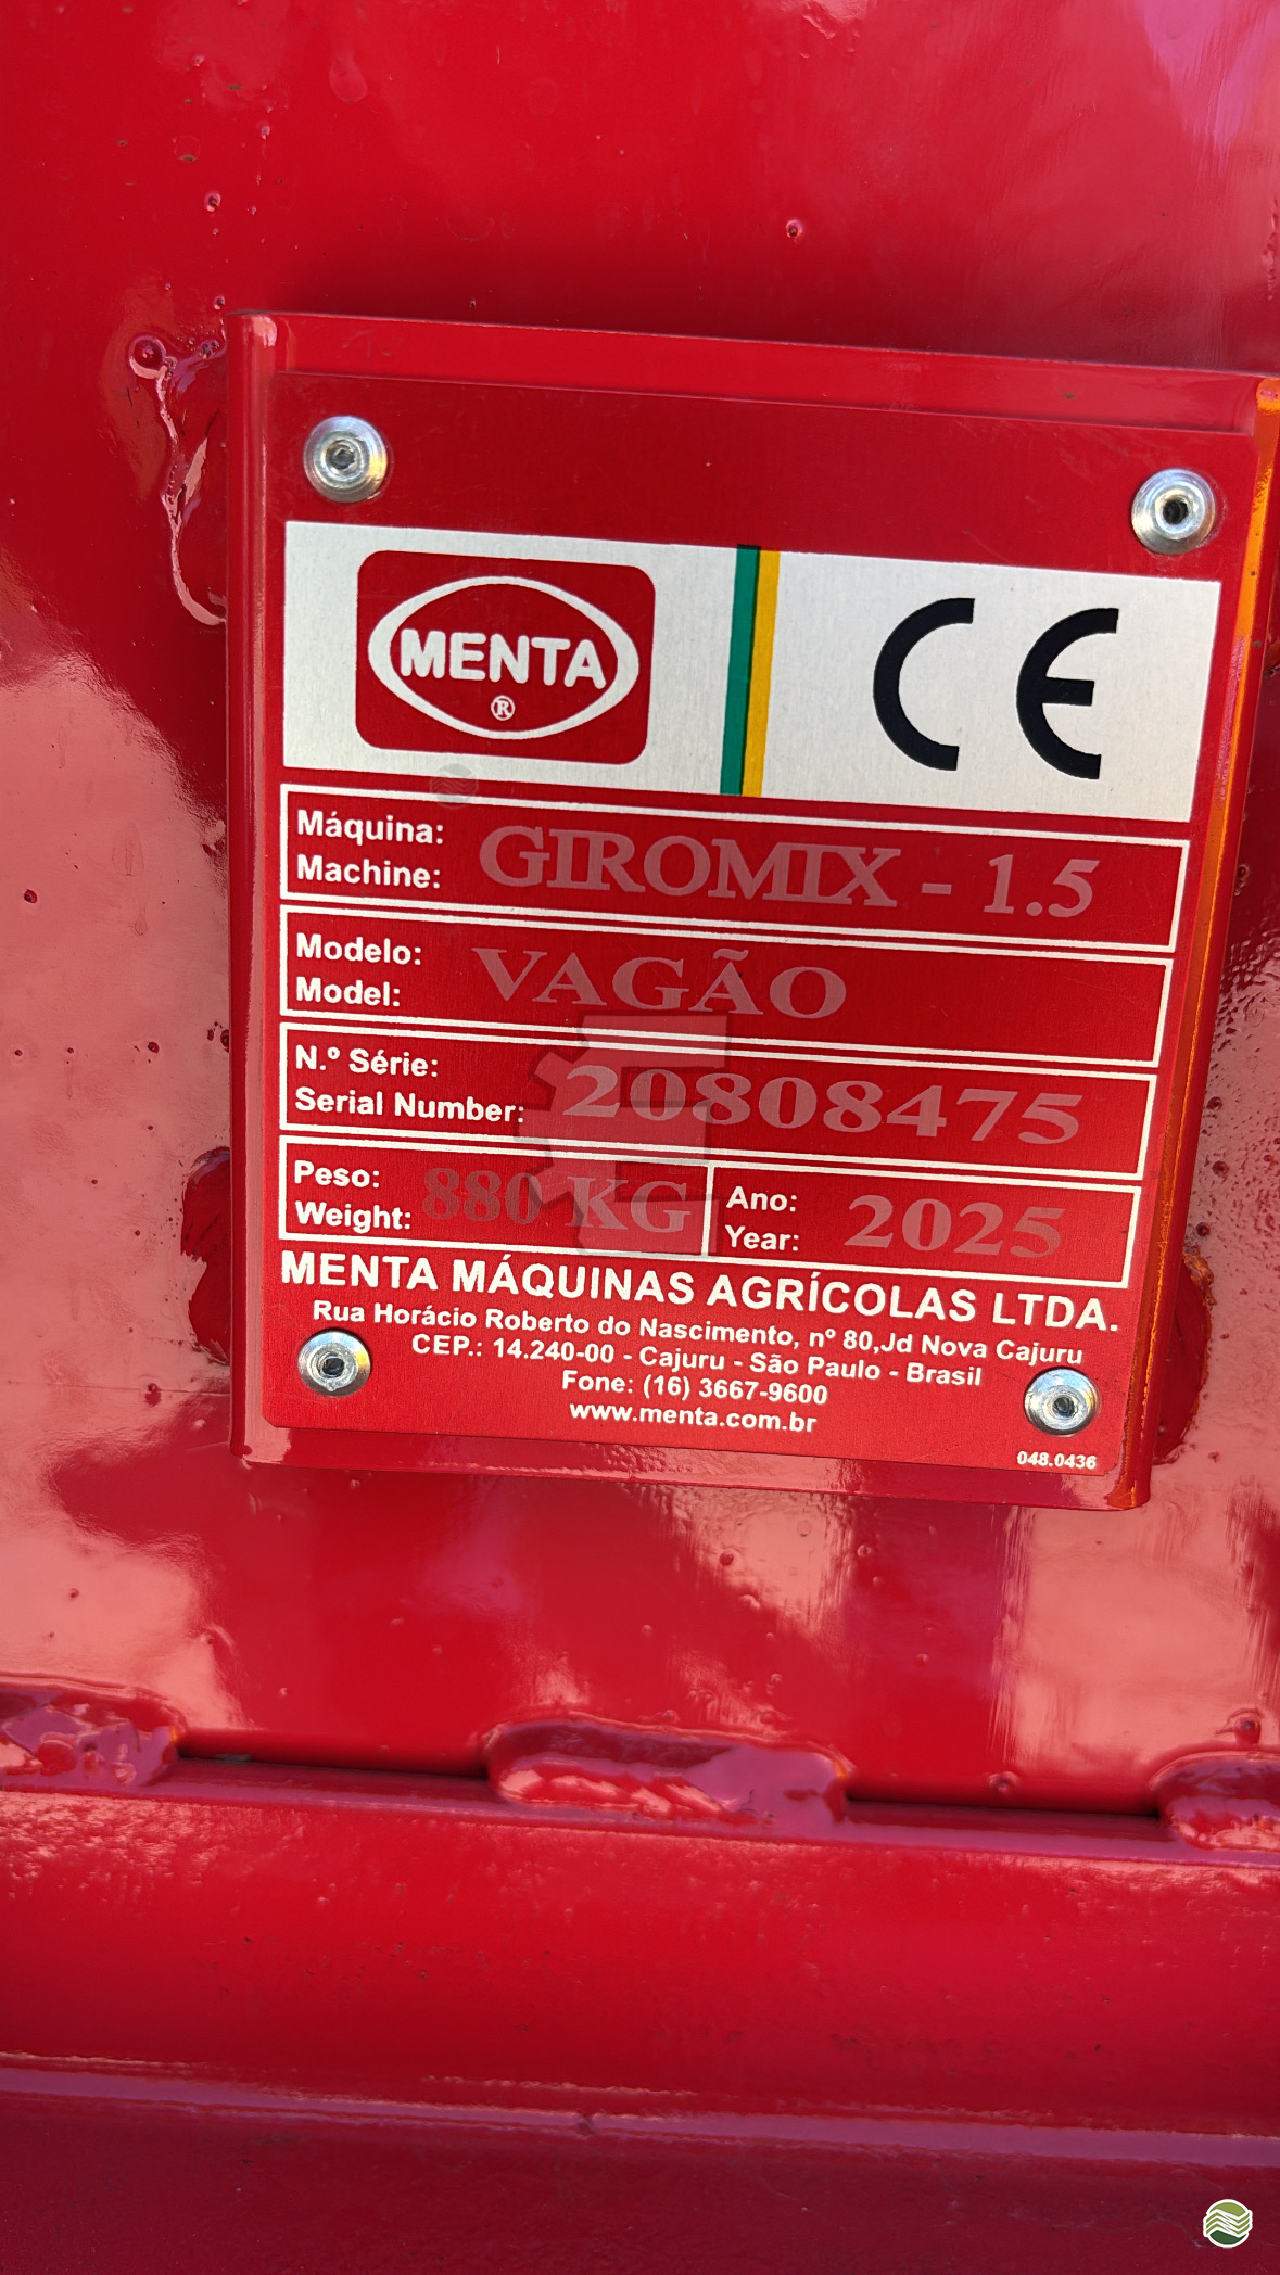 MENTA
®
CE
Máquina:
Machine:
GIROMIX - 1.5
Modelo:
Model:
VAGÃO
N.º Série:
Serial Number:
20808475
Peso:
Weight:
880 KG
Ano:
Year:
2025
MENTA MÁQUINAS AGRÍCOLAS LTDA.
Rua Horácio Roberto do Nascimento, nº 80,Jd Nova Cajuru
CEP.: 14.240-00 - Cajuru - São Paulo - Brasil
Fone: (16) 3667-9600
www.menta.com.br
048.0436